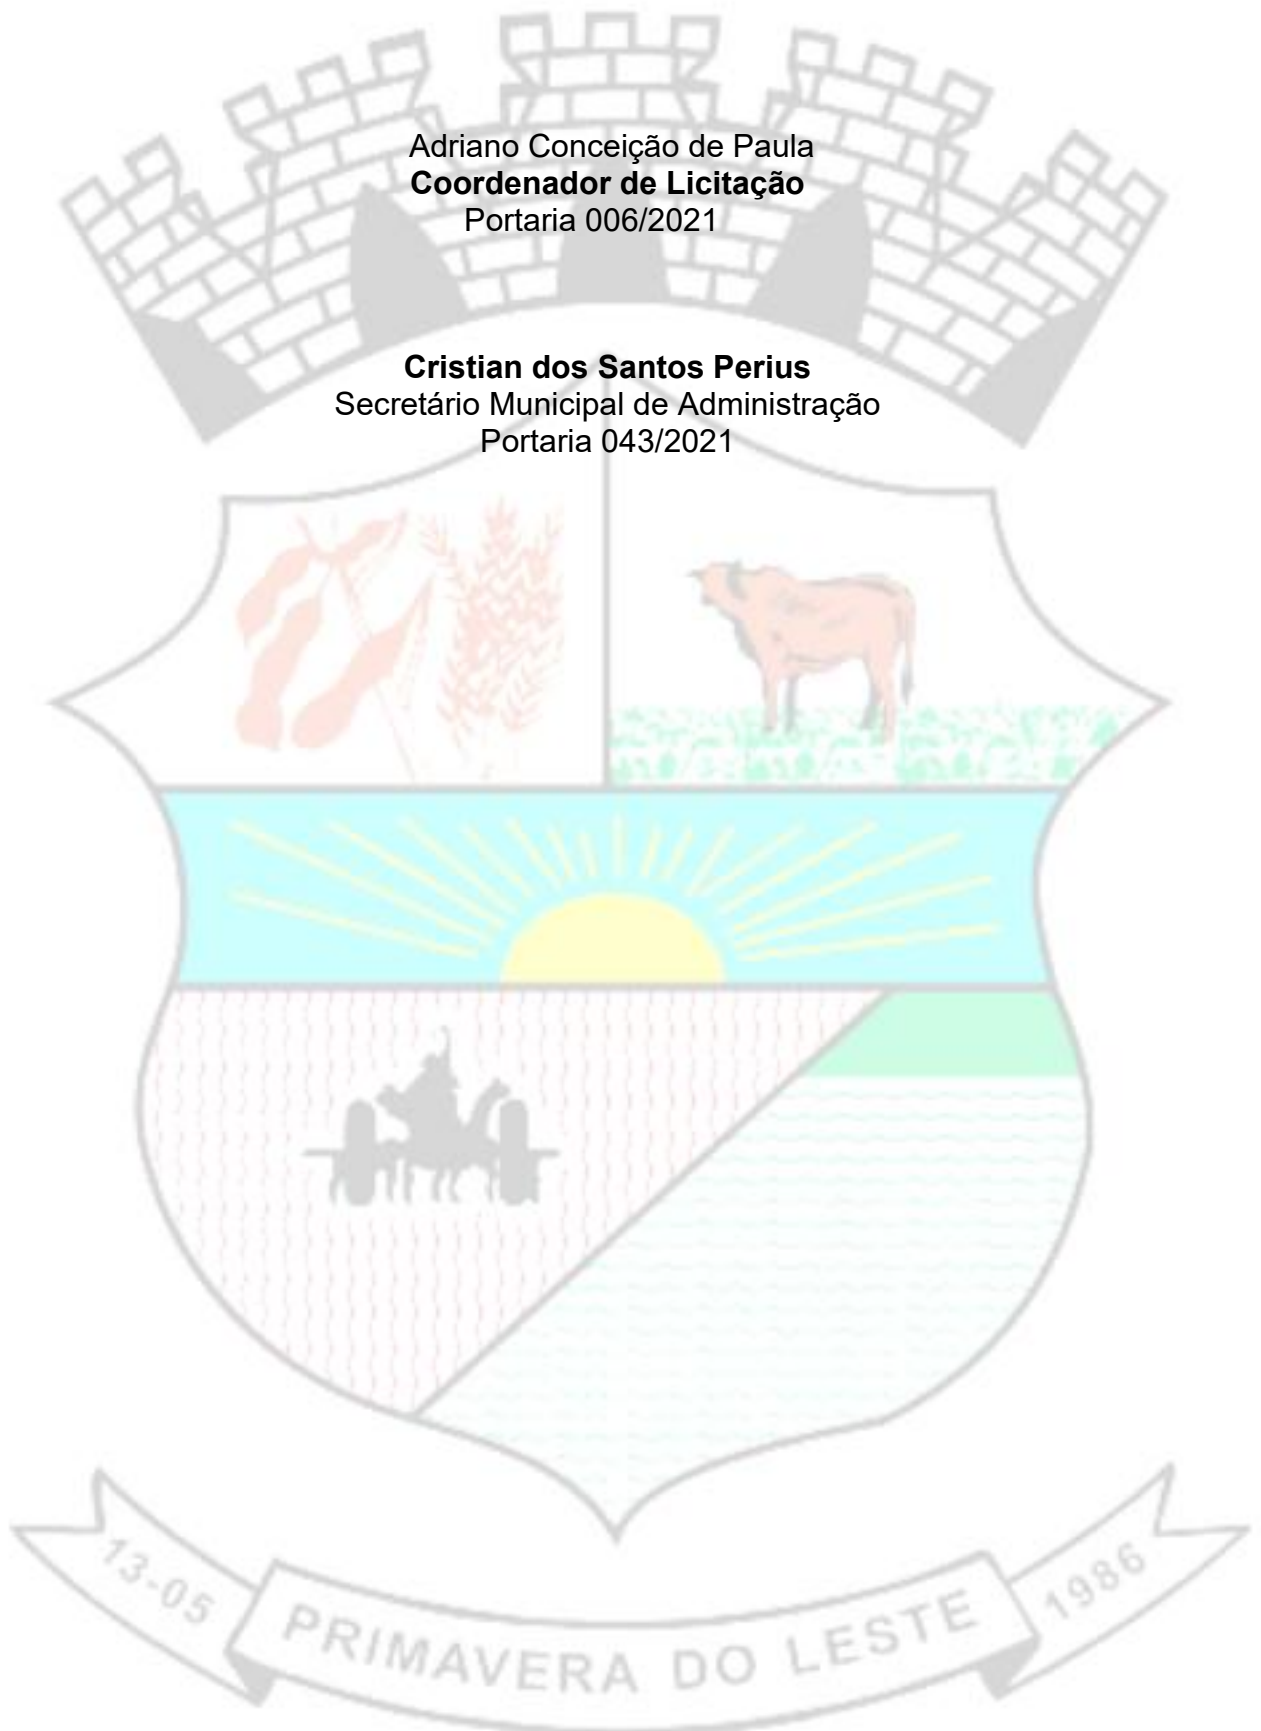 Adriano Conceição de Paula
Coordenador de Licitação
Portaria 006/2021
Cristian dos Santos Perius
Secretário Municipal de Administração
Portaria 043/2021
13-05 PRIMAVERA DO LESTE 1986